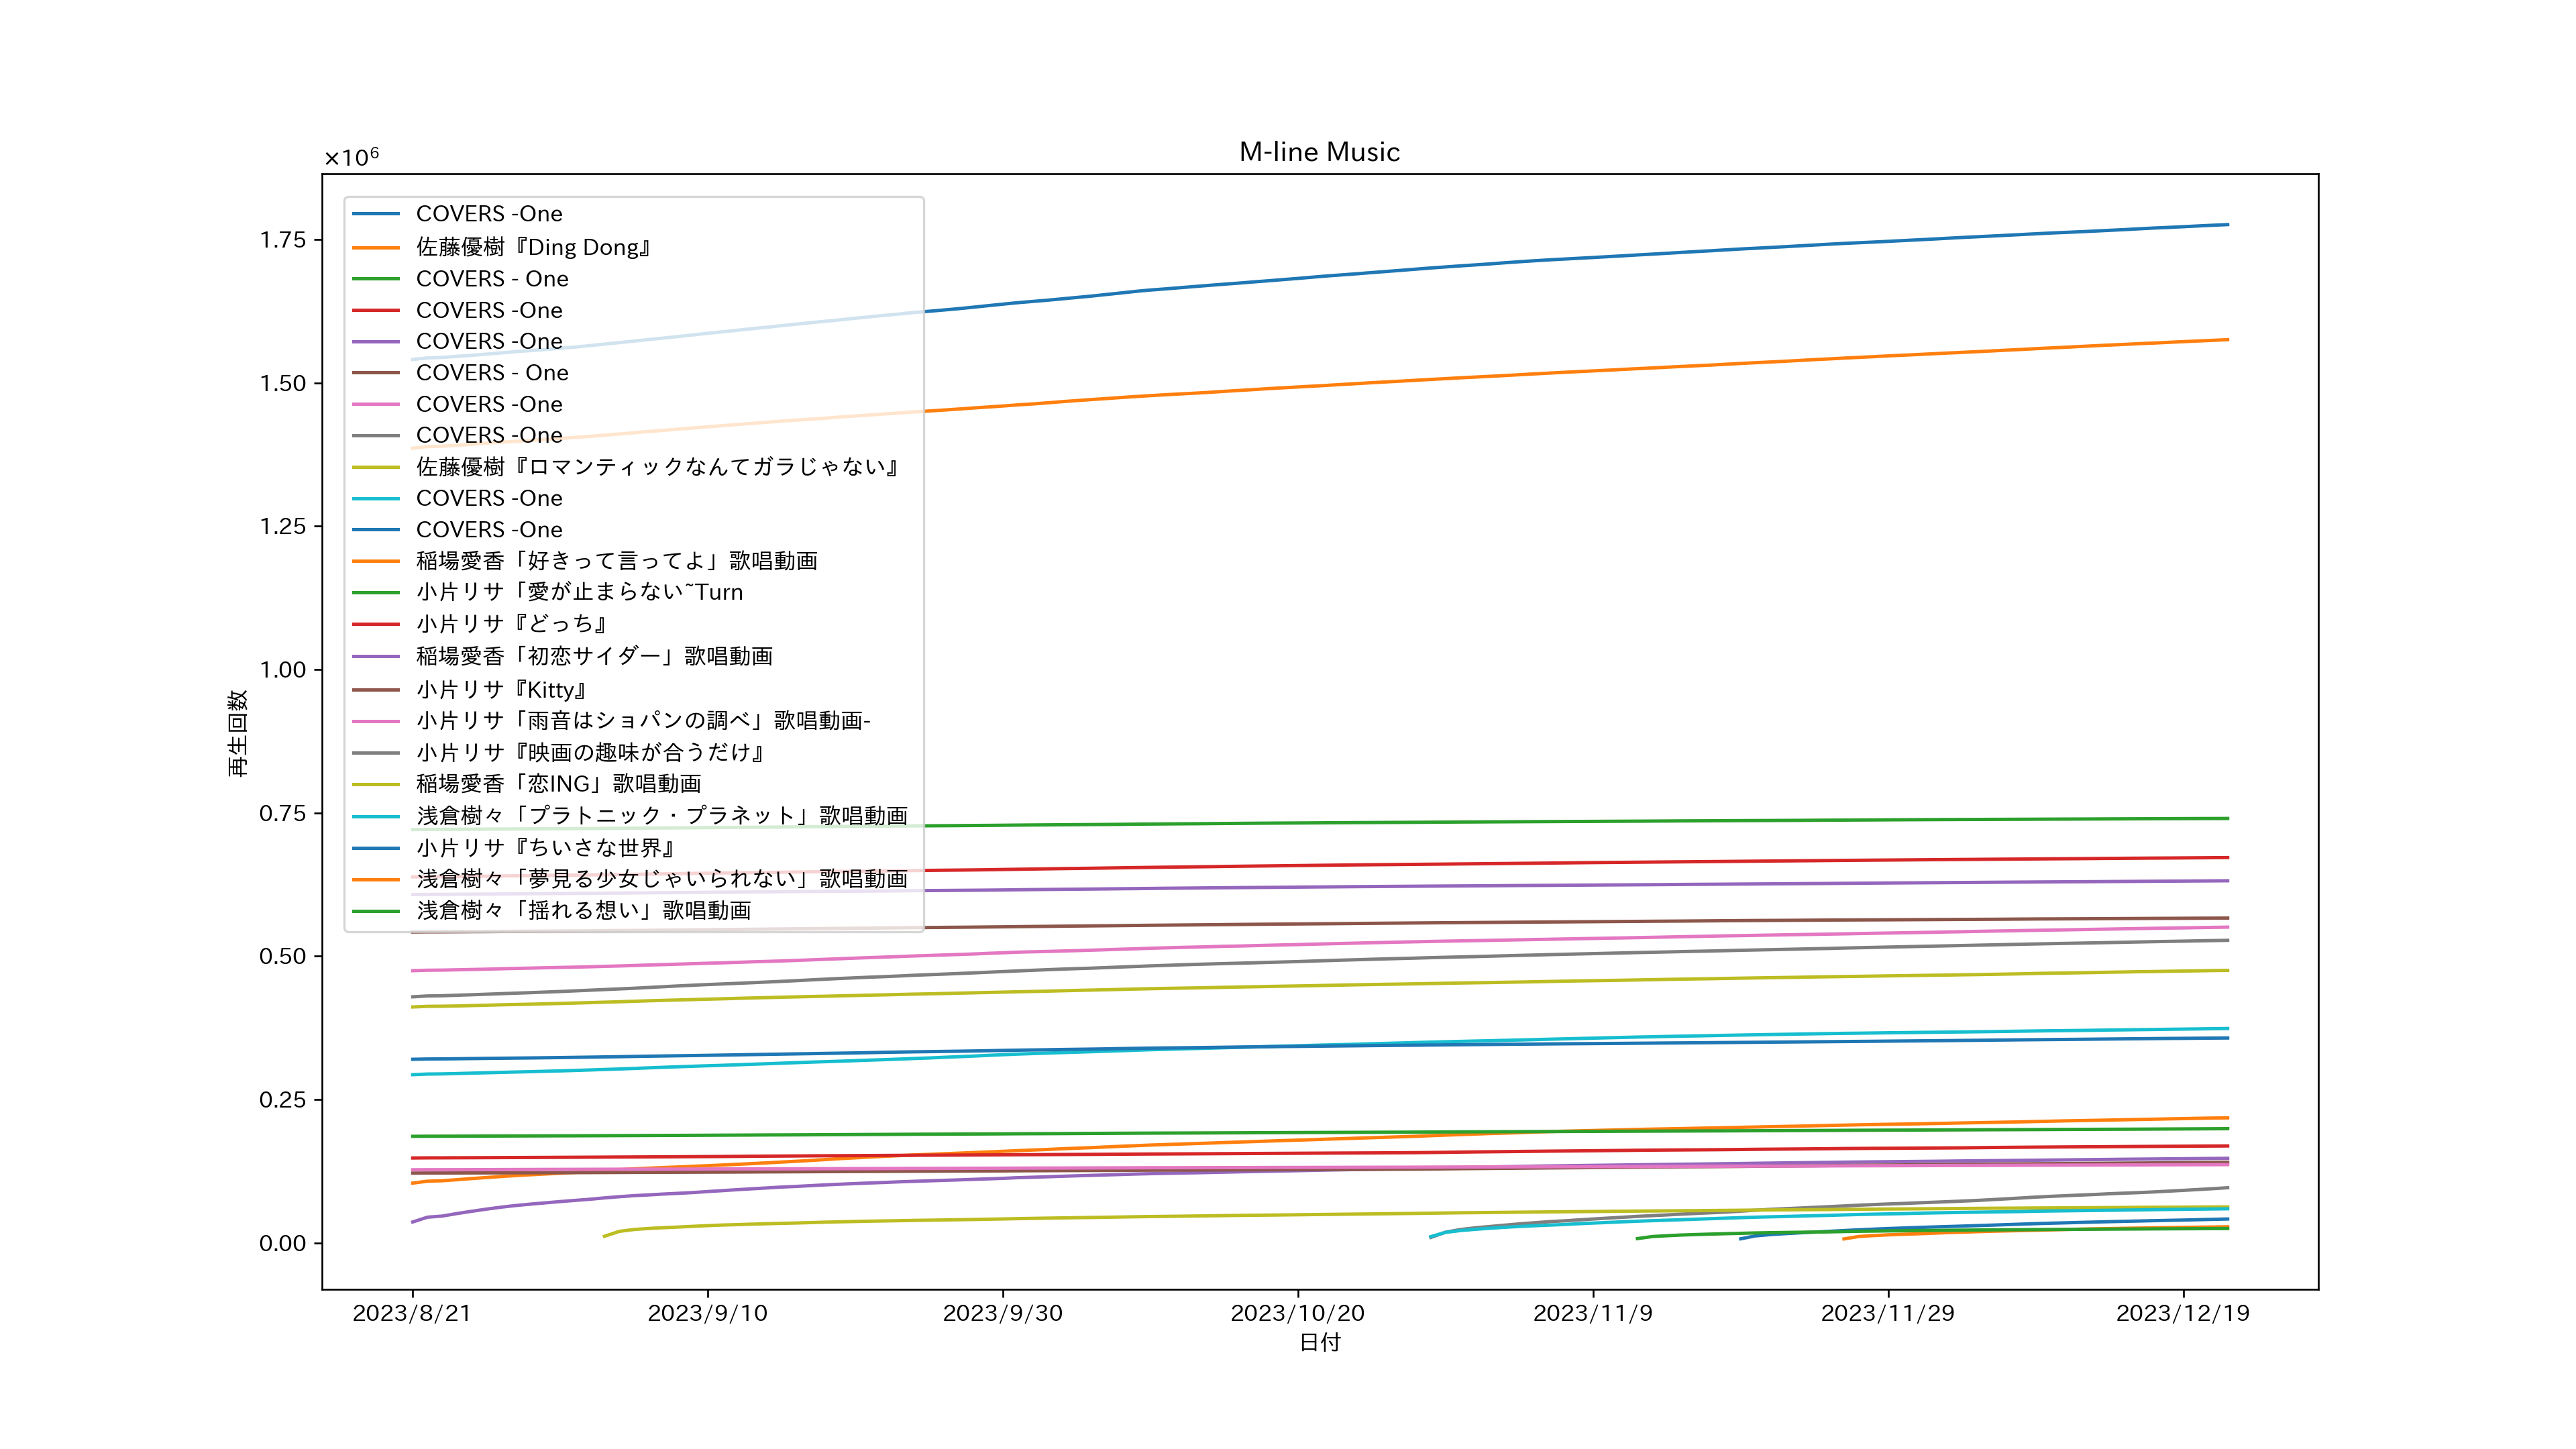 M-line Music
×10⁶
1.75
1.50
1.25
1.00
0.75
0.50
0.25
0.00
再生回数
COVERS -One
佐藤優樹『Ding Dong』
COVERS - One
COVERS -One
COVERS -One
COVERS - One
COVERS -One
COVERS -One
佐藤優樹『ロマンティックなんてガラじゃない』
COVERS -One
COVERS -One
稲場愛香「好きって言ってよ」歌唱動画
小片リサ「愛が止まらない~Turn
小片リサ『どっち』
稲場愛香「初恋サイダー」歌唱動画
小片リサ『Kitty』
小片リサ「雨音はショパンの調べ」歌唱動画-
小片リサ『映画の趣味が合うだけ』
稲場愛香「恋ING」歌唱動画
浅倉樹々「プラトニック・プラネット」歌唱動画
小片リサ『ちいさな世界』
浅倉樹々「夢見る少女じゃいられない」歌唱動画
浅倉樹々「揺れる想い」歌唱動画
2023/8/21 2023/9/10 2023/9/30 2023/10/20 2023/11/9 2023/11/29 2023/12/19
日付